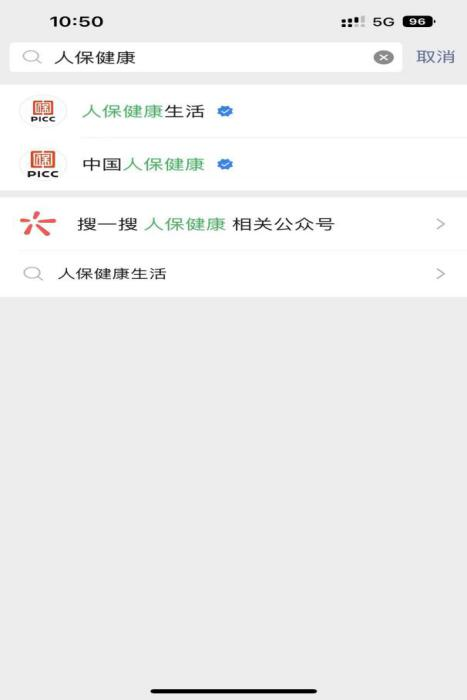 10:50 5G 96
人保健康 取消
PICC 人保健康生活
PICC 中国人保健康
搜一搜 人保健康 相关公众号
人保健康生活